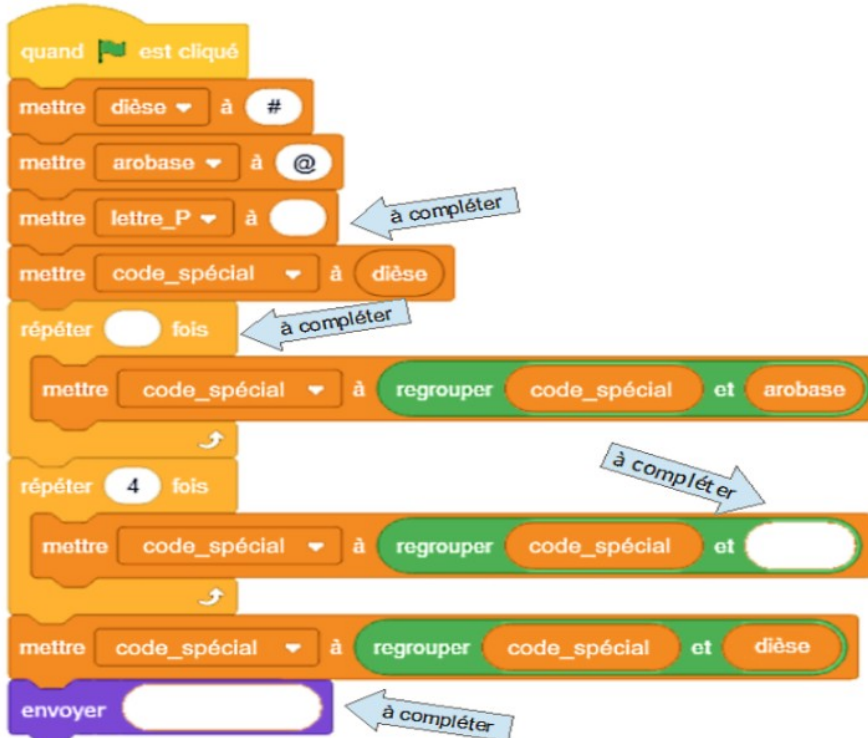 quand est cliqué
mettre dièse à #
mettre arobase à @
mettre lettre_P à
à compléter
mettre code_spécial à dièse
répéter fois
à compléter
mettre code_spécial à regrouper code_spécial et arobase
répéter 4 fois
à compléter
mettre code_spécial à regrouper code_spécial et
mettre code_spécial à regrouper code_spécial et dièse
envoyer
à compléter